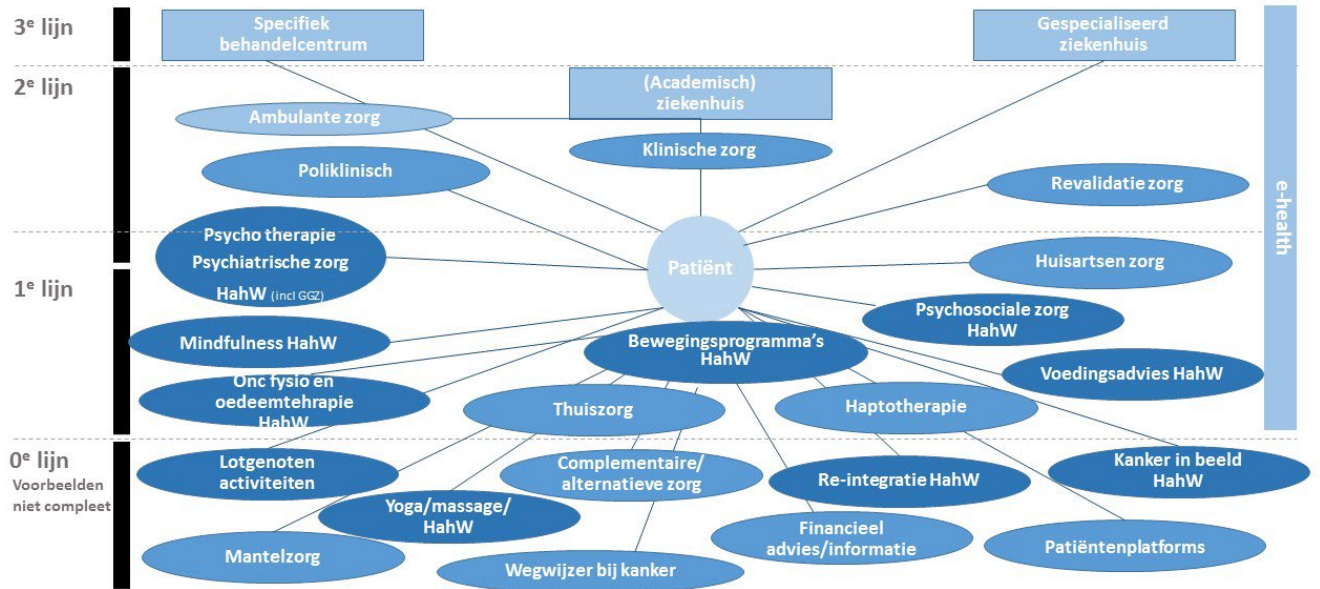 3e lijn
Specifiek
behandelcentrum
Gespecialiseerd
ziekenhuis
2e lijn
(Academisch)
ziekenhuis
Ambulante zorg
Klinische zorg
Poliklinisch
Revalidatie zorg
e-health
Psycho therapie
Psychiatrische zorg
HahW (incl GGZ)
Patiënt
Huisartsen zorg
1e lijn
Psychosociale zorg
HahW
Mindfulness HahW
Bewegingsprogramma's
HahW
Voedingsadvies HahW
Onc fysio en
oedeemtehrapie
HahW
Thuiszorg
Haptotherapie
0e lijn
Voorbeelden
niet compleet
Lotgenoten
activiteiten
Complementaire/
alternatieve zorg
Re-integratie HahW
Kanker in beeld
HahW
Yoga/massage/
HahW
Financieel
advies/informatie
Mantelzorg
Wegwijzer bij kanker
Patiëntenplatforms